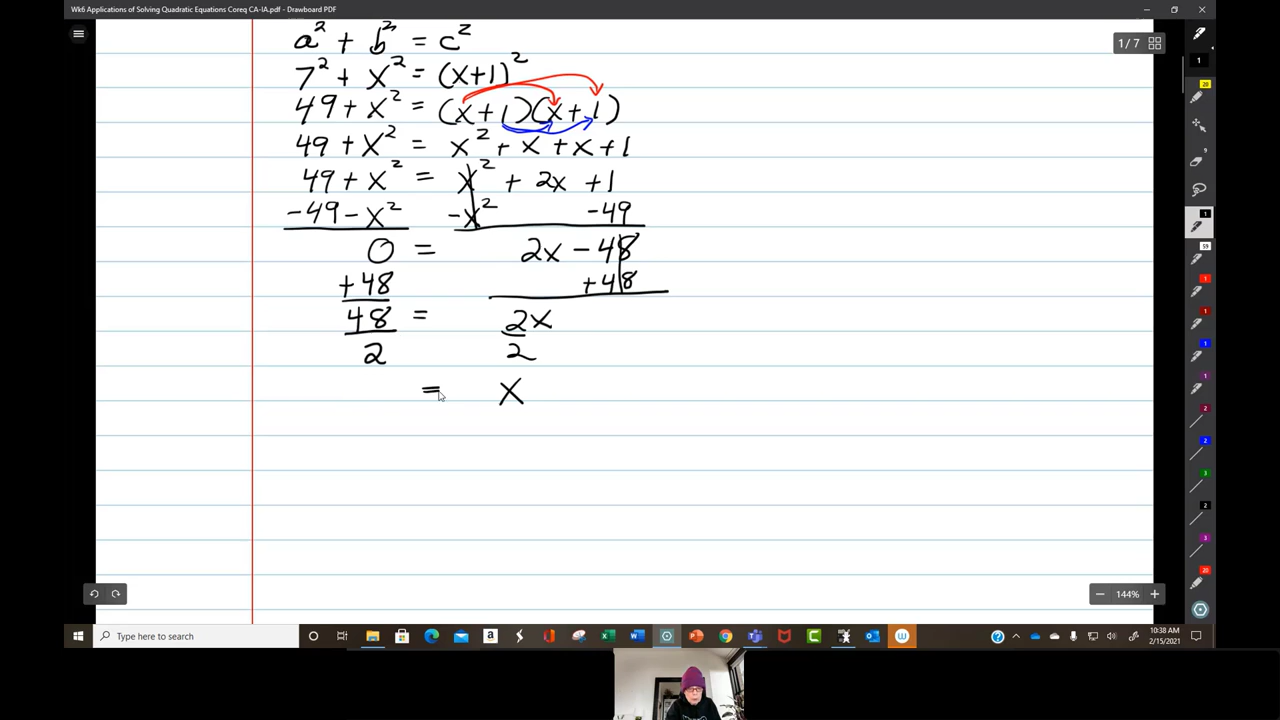 Wk6 Applications of Solving Quadratic Equations Coreq CA-IA.pdf - Drawboard PDF
1/7
a² + b² = c²
7² + x² = (x+1)²
49 + x² = (x+1)(x+1)
49 + x² = x² + x + x + 1
49 + x² = x² + 2x + 1
-49 - x² -x² -49
0 = 2x - 48
+48 +48
48 = 2x
2 2
= x
144%
Type here to search
10:38 AM
2/15/2021